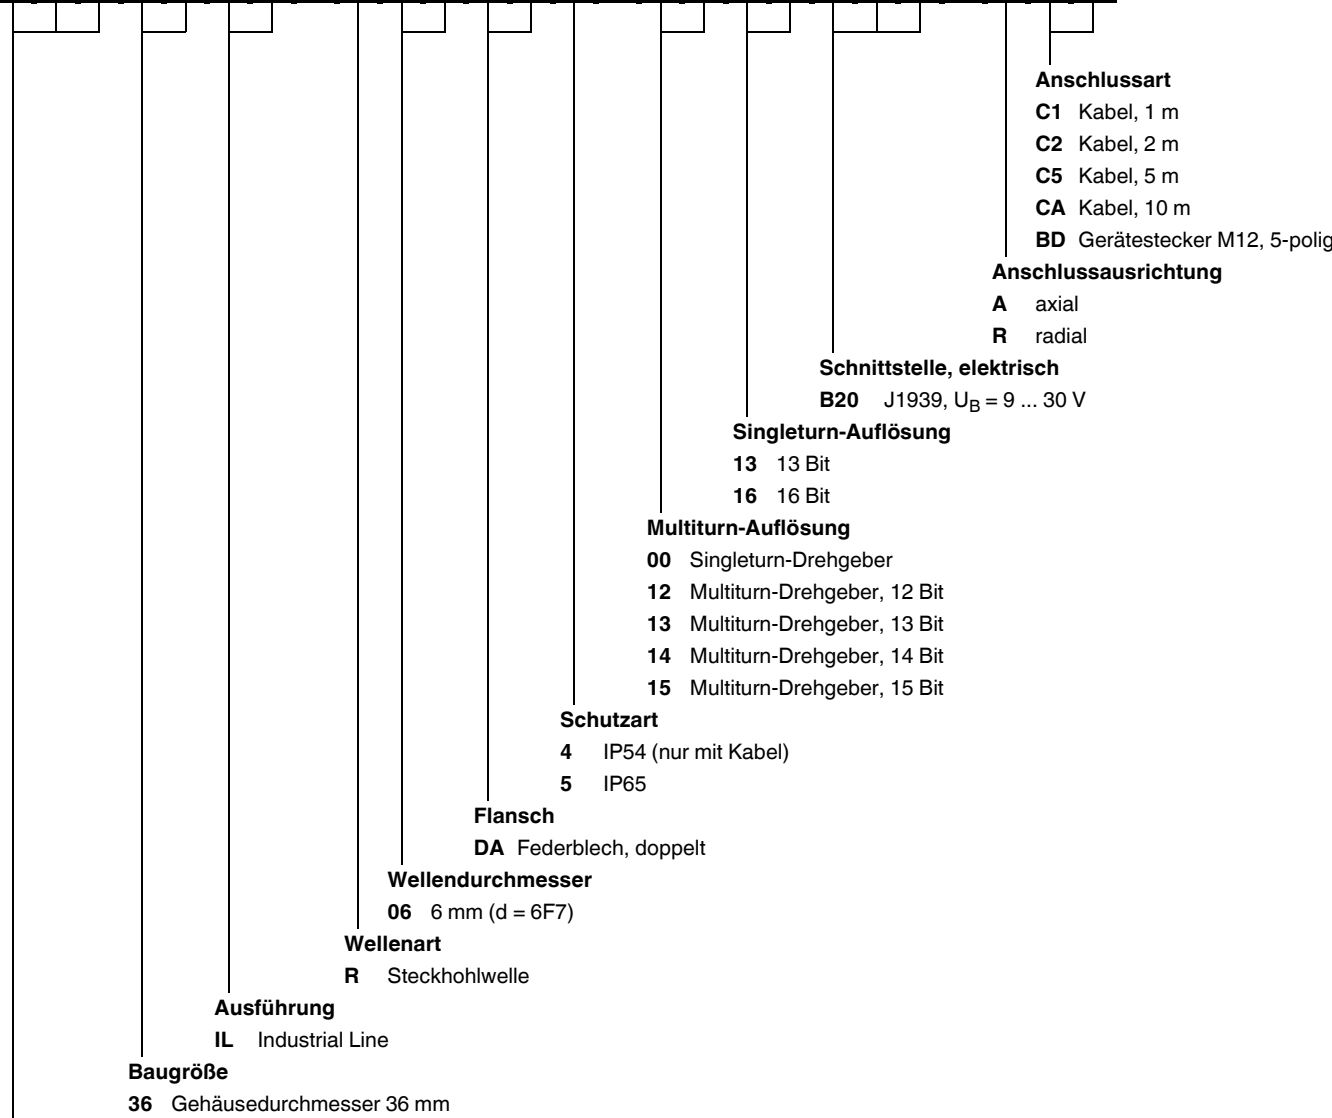 Anschlussart
C1 Kabel, 1 m
C2 Kabel, 2 m
C5 Kabel, 5 m
CA Kabel, 10 m
BD Gerätestecker M12, 5-polig
Anschlussausrichtung
A axial
R radial
Schnittstelle, elektrisch
B20 J1939, UB = 9 ... 30 V
Singleturn-Auflösung
13 13 Bit
16 16 Bit
Multiturn-Auflösung
00 Singleturn-Drehgeber
12 Multiturn-Drehgeber, 12 Bit
13 Multiturn-Drehgeber, 13 Bit
14 Multiturn-Drehgeber, 14 Bit
15 Multiturn-Drehgeber, 15 Bit
Schutzart
4 IP54 (nur mit Kabel)
5 IP65
Flansch
DA Federblech, doppelt
Wellendurchmesser
06 6 mm (d = 6F7)
Wellenart
R Steckhohlwelle
Ausführung
IL Industrial Line
Baugröße
36 Gehäusedurchmesser 36 mm